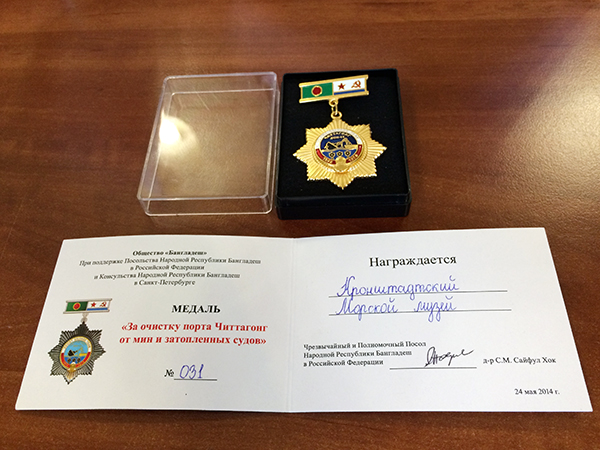 Общество «Бангладеш»
При поддержке Посольства Народной Республики Бангладеш
в Российской Федерации
и Консульства Народной Республики Бангладеш
в Санкт-Петербурге
МЕДАЛЬ
«За очистку порта Читтагонг
от мин и затопленных судов»
№ 031
Награждается
Кронштадтский
Морской музей
Чрезвычайный и Полномочный Посол
Народной Республики Бангладеш
в Российской Федерации
д-р С.М. Сайфул Хок
24 мая 2014 г.